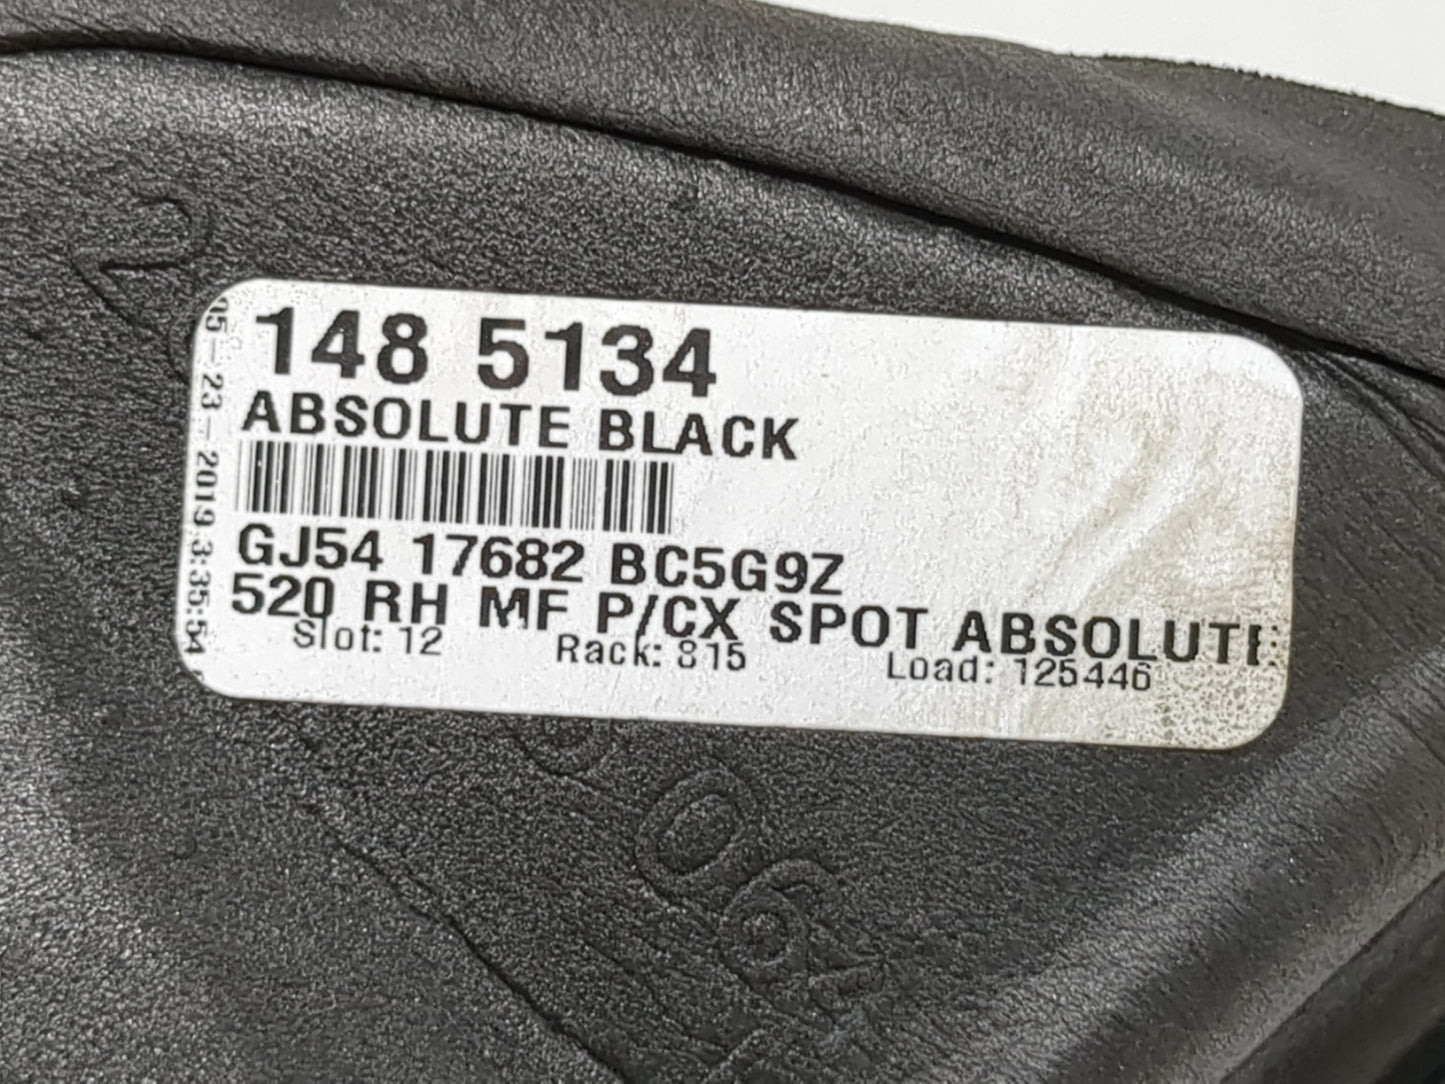 148 5134
ABSOLUTE BLACK
GJ54 17682 BC5G9Z
520 RH MF P/CX SPOT ABSOLUTE
Slot: 12 Rack: 815 Load: 125446
05-23-2019 3:35:54
2